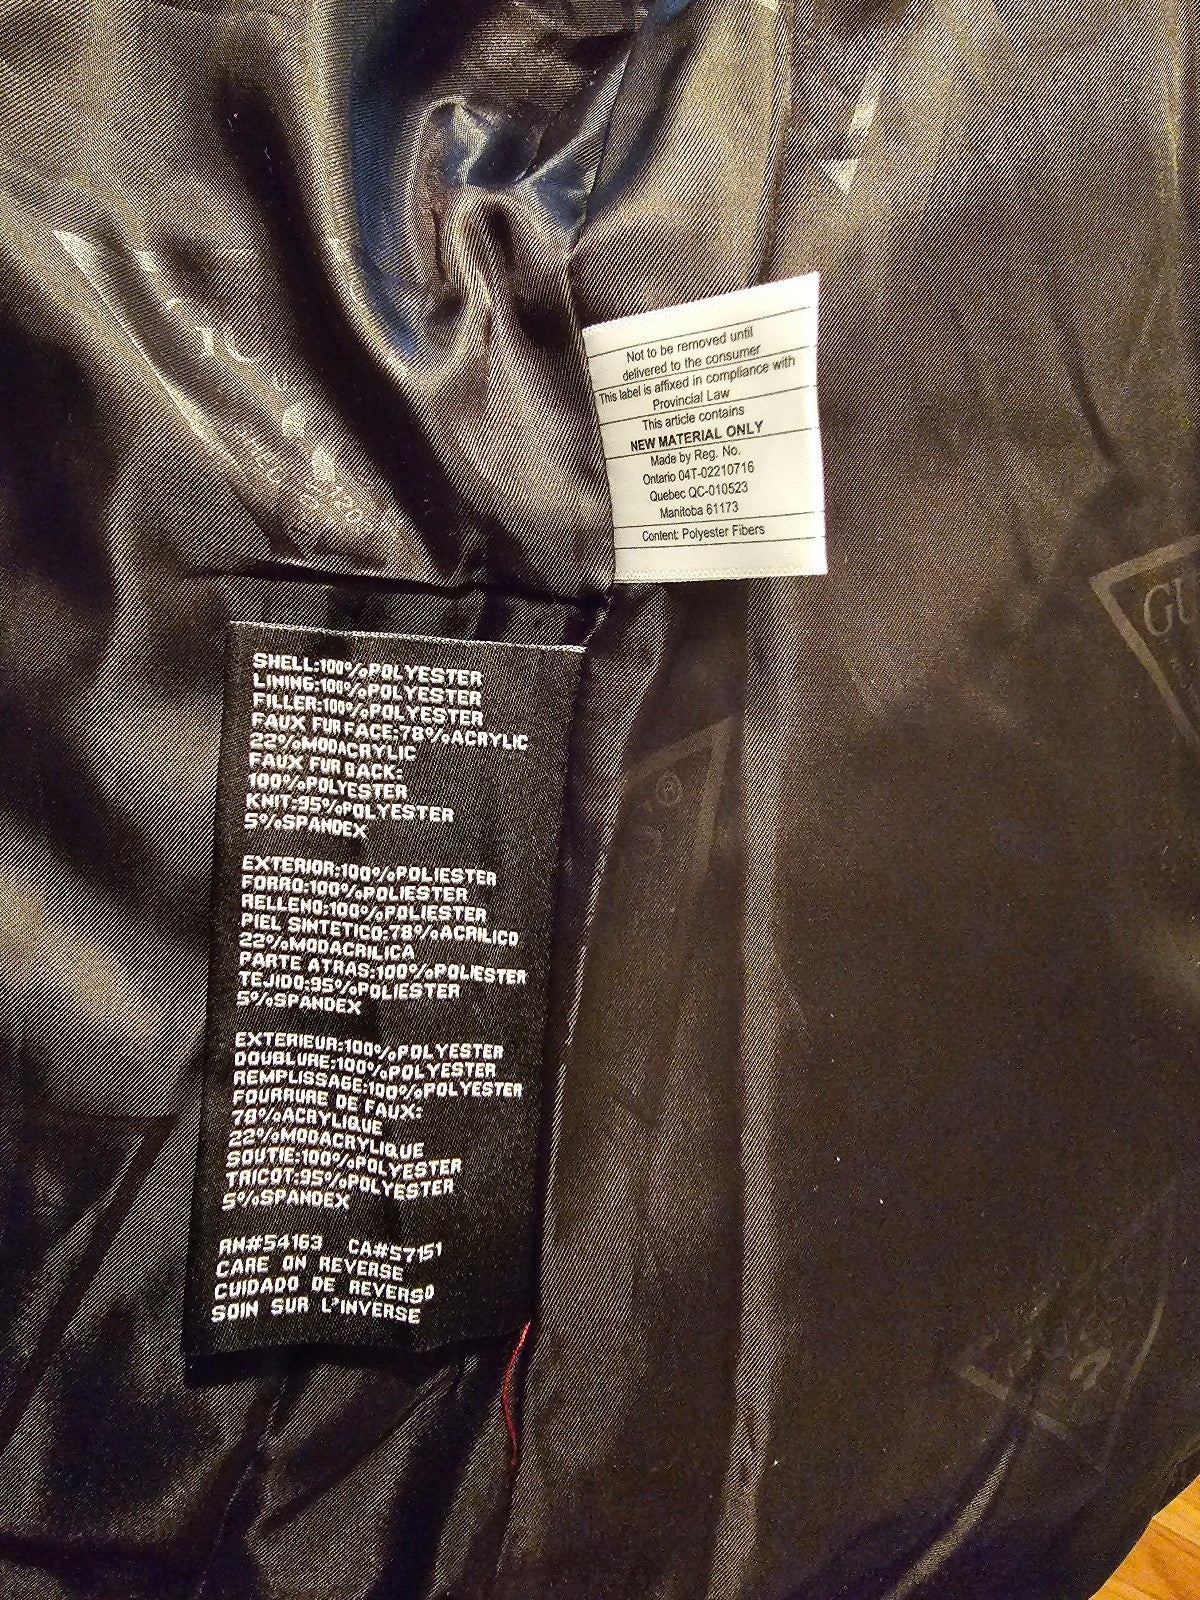 Not to be removed until
delivered to the consumer
This label is affixed in compliance with
Provincial Law
This article contains
NEW MATERIAL ONLY
Made by Reg. No.
Ontario 04T-02210716
Quebec QC-010523
Manitoba 61173
Content: Polyester Fibers
SHELL:100%POLYESTER
LINING:100%POLYESTER
FILLER:100%POLYESTER
FAUX FUR FACE:78%ACRYLIC
22%MODACRYLIC
FAUX FUR BACK:
100%POLYESTER
KNIT:95%POLYESTER
5%SPANDEX
EXTERIOR:100%POLIESTER
FORRO:100%POLIESTER
RELLENO:100%POLIESTER
PIEL SINTETICO:78%ACRILICO
22%MODACRILICA
PARTE ATRAS:100%POLIESTER
TEJIDO:95%POLIESTER
5%SPANDEX
EXTERIEUR:100%POLYESTER
DOUBLURE:100%POLYESTER
REMPLISSAGE:100%POLYESTER
FOURRURE DE FAUX:
78%ACRYLIQUE
22%MODACRYLIQUE
SOUTIE:100%POLYESTER
TRICOT:95%POLYESTER
5%SPANDEX
RN#54163 CA#57151
CARE ON REVERSE
CUIDADO DE REVERSO
SOIN SUR L'INVERSE
GU
S®